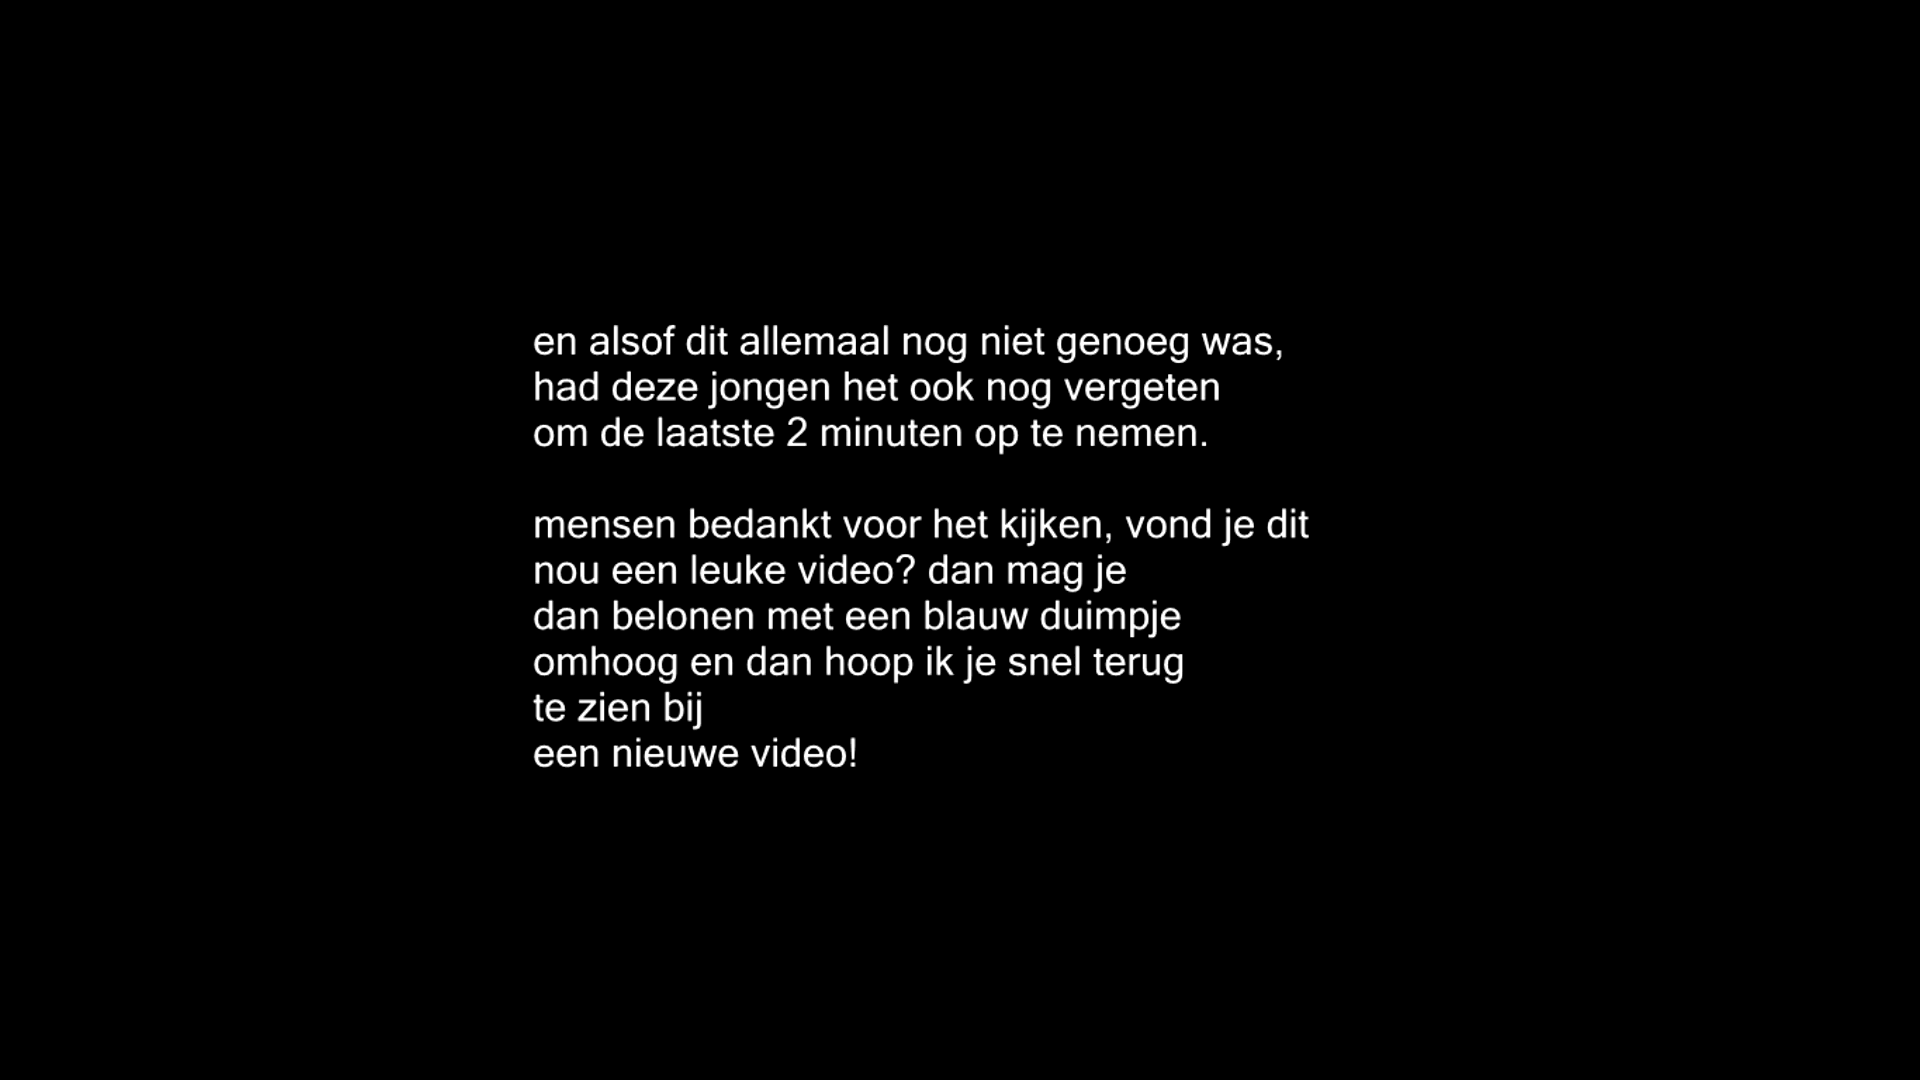 en alsof dit allemaal nog niet genoeg was,
had deze jongen het ook nog vergeten
om de laatste 2 minuten op te nemen.

mensen bedankt voor het kijken, vond je dit
nou een leuke video? dan mag je
dan belonen met een blauw duimpje
omhoog en dan hoop ik je snel terug
te zien bij
een nieuwe video!